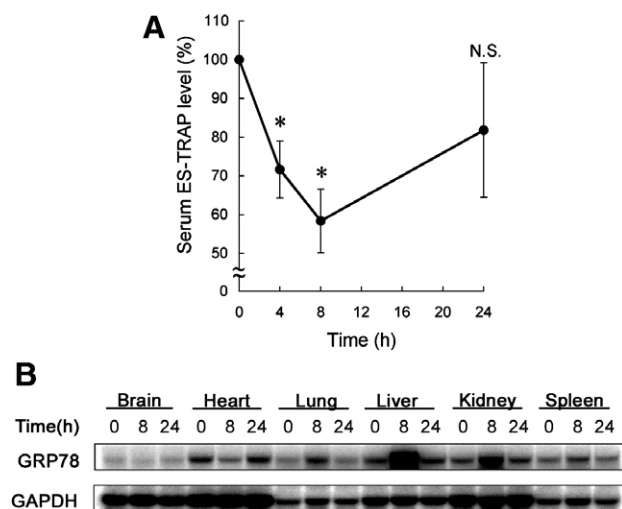 A
N.S.
Serum ES-TRAP level (%)
110
100
90
80
70
60
50
0
*
*
0 4 8 12 16 20 24
Time (h)
B
Brain Heart Lung Liver Kidney Spleen
Time(h) 0 8 24 0 8 24 0 8 24 0 8 24 0 8 24 0 8 24
GRP78
GAPDH